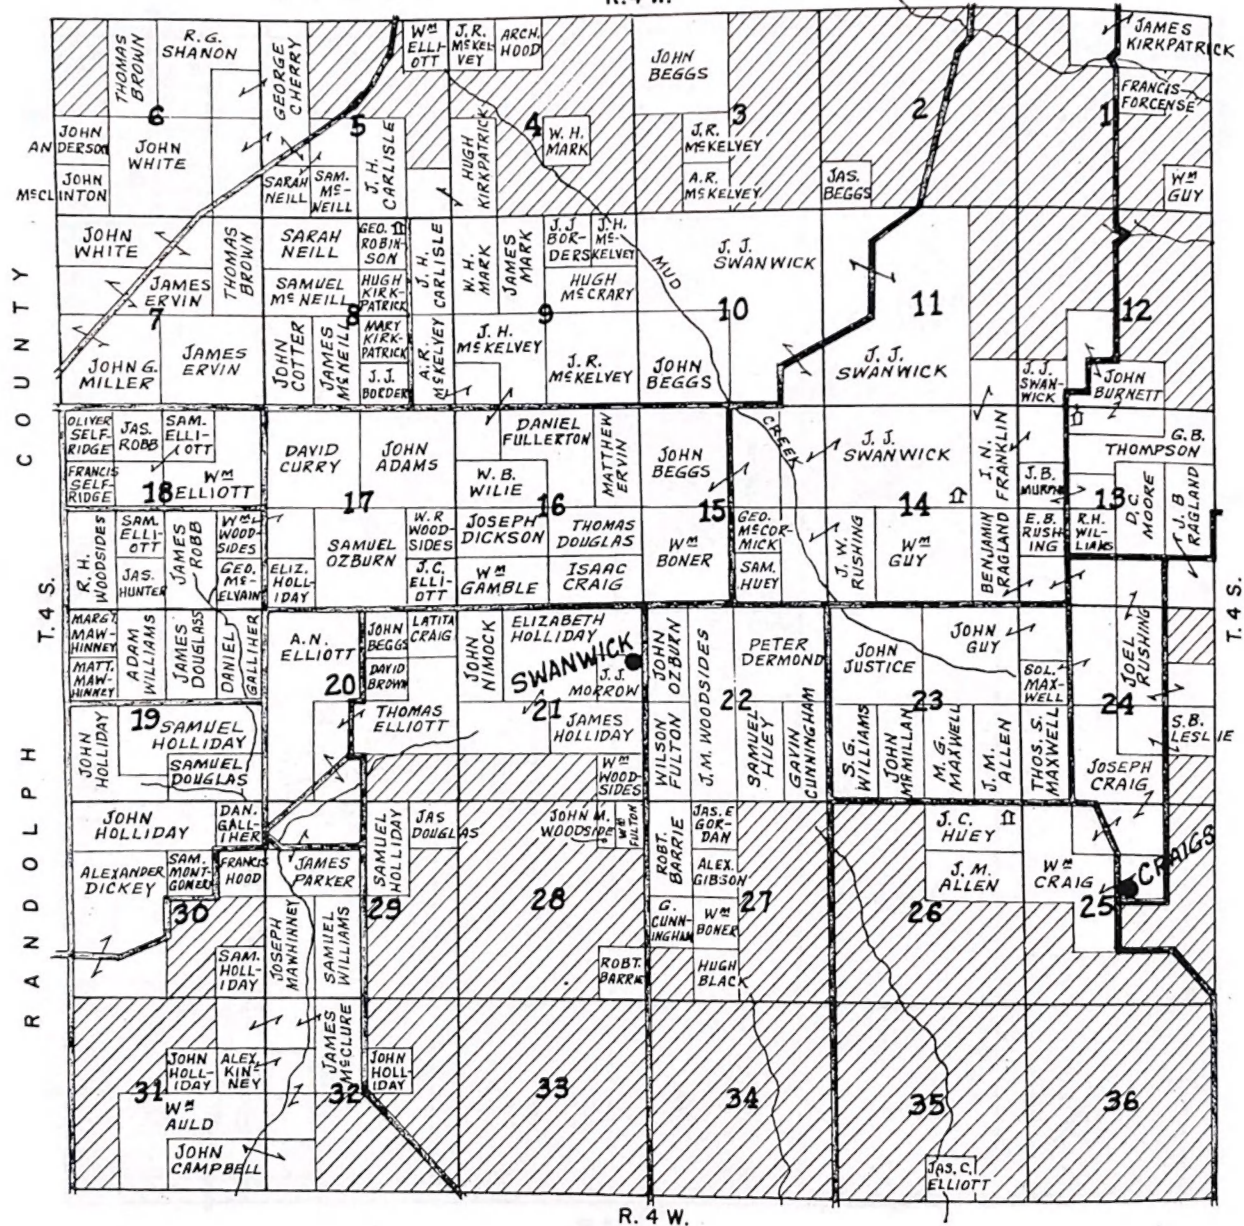 R. 4 W.
THOMAS BROWN
R. G. SHANON
GEORGE CHERRY
6
JOHN ANDERSON
JOHN WHITE
JOHN McCLINTON
5
SARAH NEILL
SAM. McNEILL
J. H. CARLISLE
Wm ELLIOTT
J. R. McKELVEY
ARCH. HOOD
4
HUGH KIRKPATRICK
W. H. MARK
JOHN BEGGS
3
J.R. McKELVEY
A.R. McKELVEY
2
JAS. BEGGS
JAMES KIRKPATRICK
FRANCIS FORCENSE
1
Wm GUY
JOHN WHITE
THOMAS BROWN
JAMES ERVIN
7
JOHN G. MILLER
JAMES ERVIN
SARAH NEILL
GEO. ROBINSON
SAMUEL McNEILL
HUGH KIRKPATRICK
8
JOHN COTTER
JAMES McNEILL
MARY KIRKPATRICK
J.J. BORDER
J. H. CARLISLE
A.R. McKELVEY
W. H. MARK
JAMES MARK
J.J BORDERS
J.H. McKELVEY
HUGH McCRARY
9
J. H. McKELVEY
J. R. McKELVEY
MUD
J. J. SWANWICK
10
JOHN BEGGS
11
J. J. SWANWICK
J. J. SWANWICK
12
JOHN BURNETT
OLIVER SELFRIDGE
JAS. ROBB
SAM. ELLIOTT
FRANCIS SELFRIDGE
Wm ELLIOTT
18
R. H. WOODSIDES
SAM. ELLIOTT
JAMES ROBB
Wm WOODSIDES
JAS. HUNTER
GEO. McELVAIN
DAVID CURRY
JOHN ADAMS
17
ELIZ. HOLLIDAY
SAMUEL OZBURN
W. R WOODSIDES
J.C. ELLIOTT
DANIEL FULLERTON
MATTHEW ERVIN
W. B. WILIE
16
JOSEPH DICKSON
THOMAS DOUGLAS
Wm GAMBLE
ISAAC CRAIG
JOHN BEGGS
15
Wm BONER
GEO. McCORMICK
SAM. HUEY
CREEK
J. J. SWANWICK
J. N. FRANKLIN
14
J. W. RUSHING
Wm GUY
BENJAMIN RAGLAND
G.B. THOMPSON
13
D.C. MOORE
J.B RAGLAND
E.B. RUSHING
R.H. WILLIAMS
MARGT. MAWHINNEY
MATT. MAWHINNEY
ADAM WILLIAMS
JAMES DOUGLASS
DANIEL GALLIHER
19
JOHN HOLLIDAY
SAMUEL HOLLIDAY
SAMUEL DOUGLAS
A.N. ELLIOTT
JOHN BEGGS
LATITA CRAIG
DAVID BROWN
20
THOMAS ELLIOTT
JOHN NIMOCK
ELIZABETH HOLLIDAY
SWANWICK
J.J. MORROW
21
JAMES HOLLIDAY
Wm WOODSIDES
JOHN OZBURN
WILSON FULTON
J.M. WOODSIDES
PETER DERMOND
22
SAMUEL HUEY
GAVIN CUNNINGHAM
JOHN JUSTICE
JOHN GUY
SOL. MAXWELL
23
S. G. WILLIAMS
JOHN McMILLAN
M. G. MAXWELL
J. M. ALLEN
THOS. S. MAXWELL
JOEL RUSHING
24
S.B. LESLIE
JOSEPH CRAIG
JOHN HOLLIDAY
DAN. GALLIHER
ALEXANDER DICKEY
SAM. MONTGOMERY
30
SAM. HOLLIDAY
FRANCIS HOOD
JAMES PARKER
SAMUEL HOLLIDAY
JAS DOUGLAS
29
JOSEPH MAWHINNEY
SAMUEL WILLIAMS
JOHN M. WOODSIDE
Wm FULTON
28
ROBT. BARRIE
ROBT. BARRIE
JAS. E GORDAN
ALEX. GIBSON
27
G. CUNNINGHAM
Wm BONER
HUGH BLACK
J. C. HUEY
J. M. ALLEN
26
Wm CRAIG
CRAIGS
25
JOHN HOLLIDAY
ALEX. KINNEY
31
Wm AULD
JOHN CAMPBELL
JAMES McCLURE
JOHN HOLLIDAY
32
33
34
35
JAS. C. ELLIOTT
36
RANDOLPH COUNTY
T. 4 S.
T. 4 S.
R. 4 W.